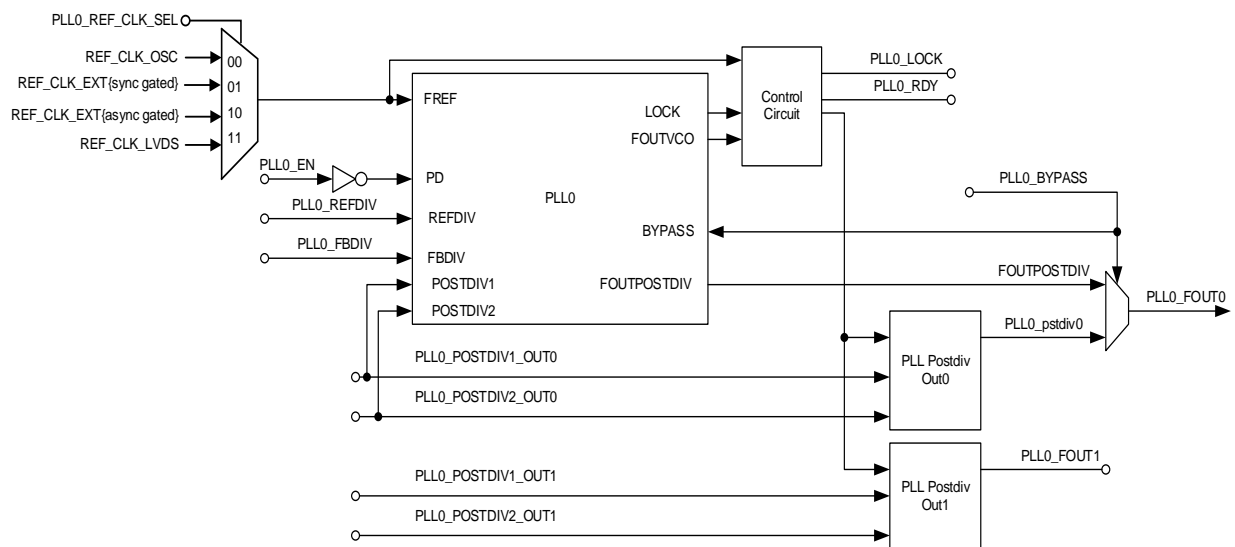 PLL0_REF_CLK_SEL
REF_CLK_OSC
REF_CLK_EXT{sync gated}
REF_CLK_EXT{async gated}
REF_CLK_LVDS
00
01
10
11
PLL0_EN
PLL0_REFDIV
PLL0_FBDIV
FREF
PD
REFDIV
FBDIV
POSTDIV1
POSTDIV2
PLL0
LOCK
FOUTVCO
BYPASS
FOUTPOSTDIV
Control
Circuit
PLL0_LOCK
PLL0_RDY
PLL0_BYPASS
FOUTPOSTDIV
PLL0_pstdiv0
PLL0_FOUT0
PLL0_POSTDIV1_OUT0
PLL0_POSTDIV2_OUT0
PLL Postdiv
Out0
PLL0_POSTDIV1_OUT1
PLL0_POSTDIV2_OUT1
PLL Postdiv
Out1
PLL0_FOUT1